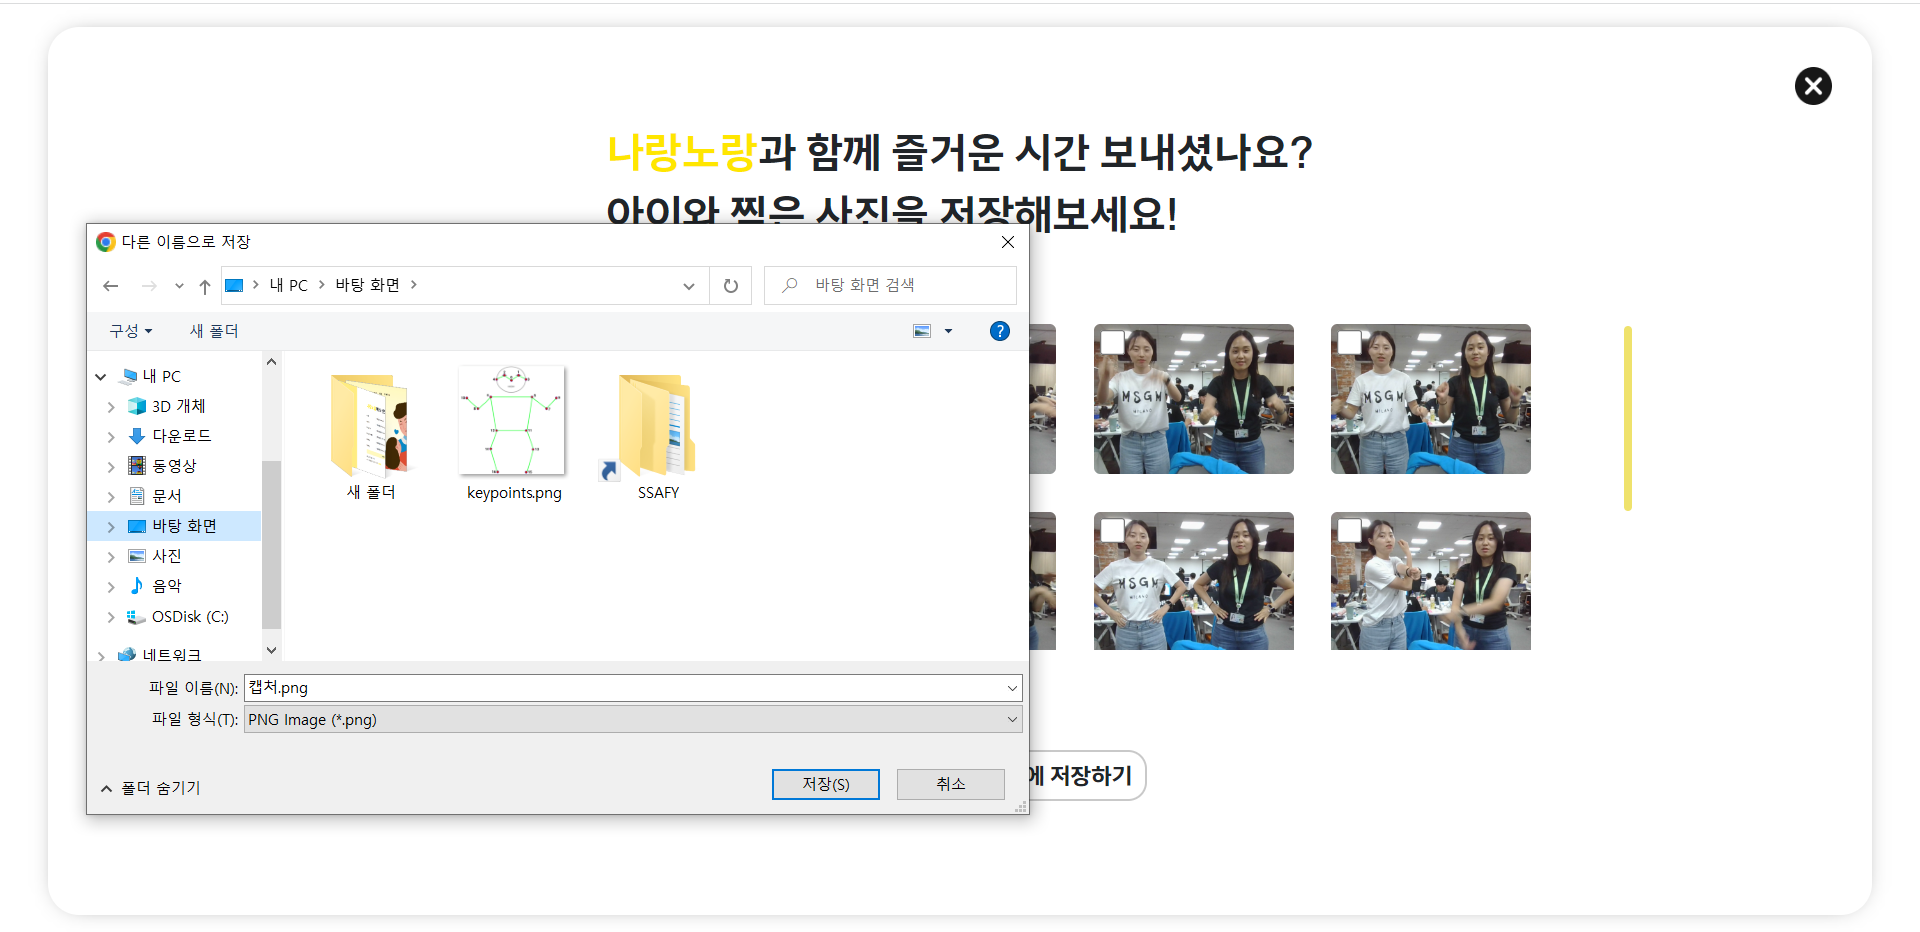 나랑노랑과 함께 즐거운 시간 보내셨나요?
아이와 찍은 사진을 저장해보세요!
다른 이름으로 저장
내 PC
바탕 화면
바탕 화면 검색
구성
새 폴더
내 PC
3D 개체
다운로드
동영상
문서
바탕 화면
사진
음악
OSDisk (C:)
네트워크
새 폴더
keypoints.png
SSAFY
MSGM
MILANO
MSGM
MILANO
MSGM
MILANO
파일 이름(N):
캡처.png
파일 형식(T):
PNG Image (*.png)
폴더 숨기기
저장(S)
취소
에 저장하기